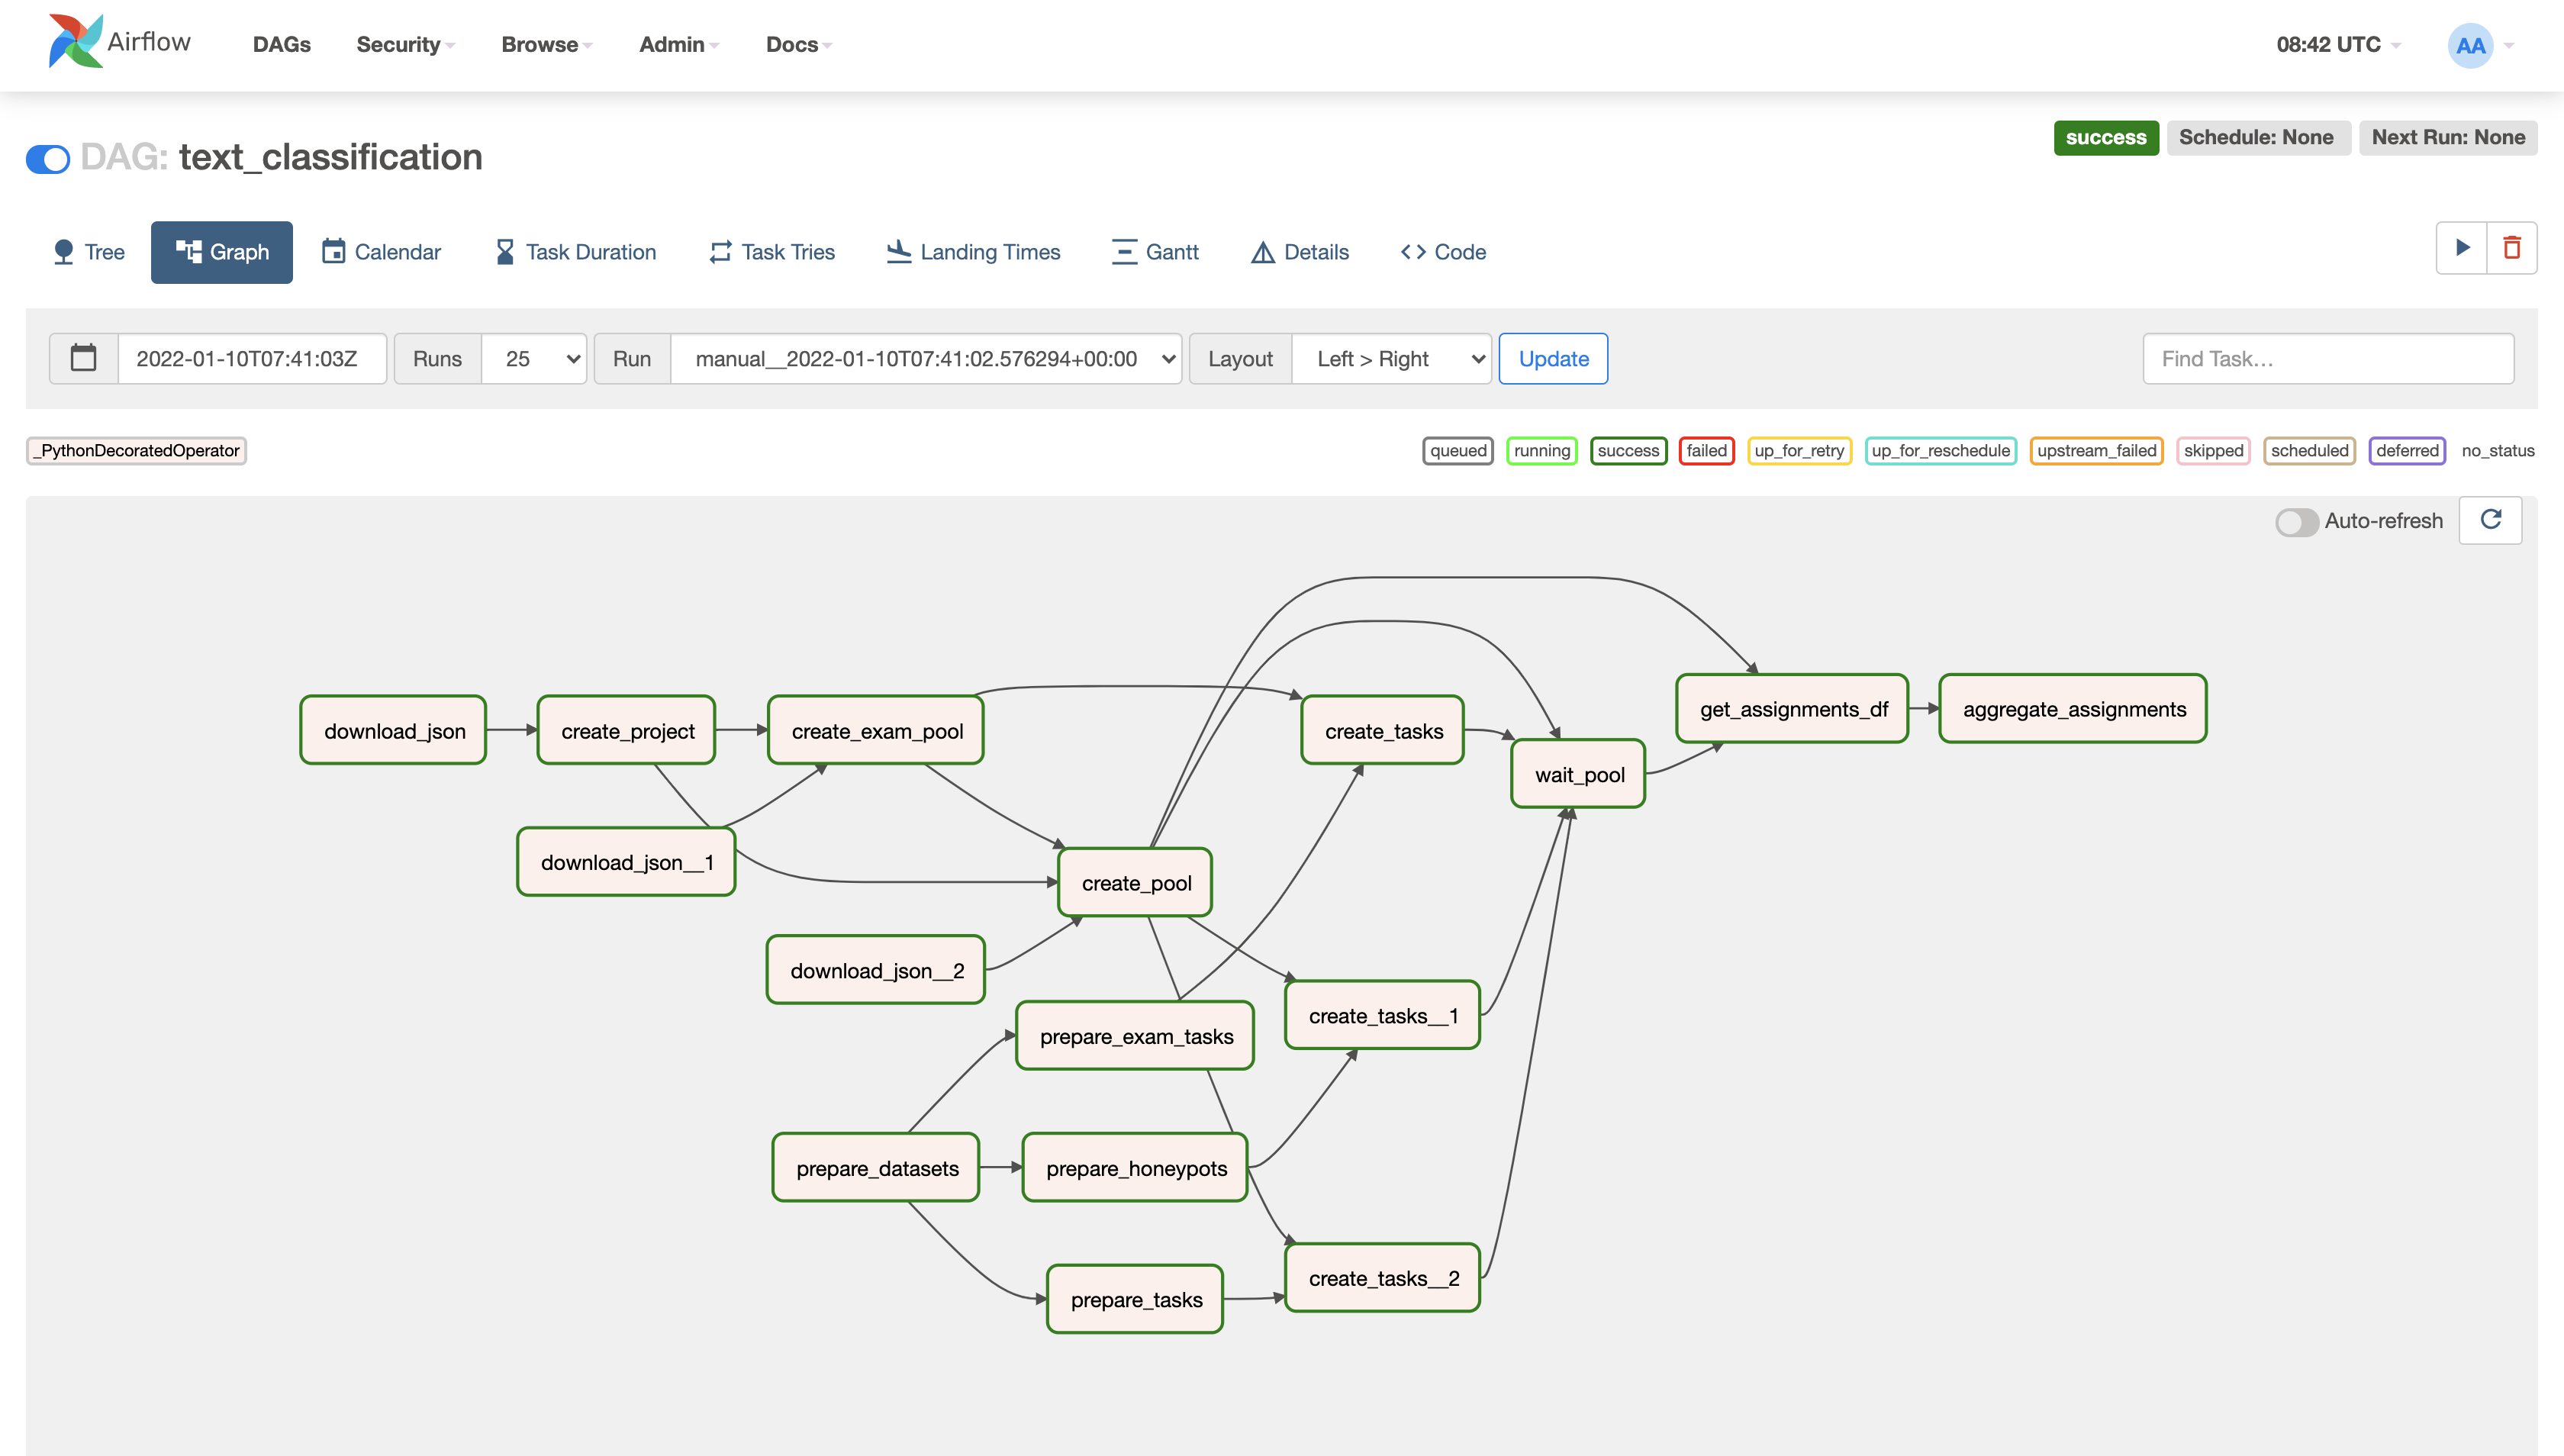 Airflow DAGs Security Browse Admin Docs 08:42 UTC AA
success Schedule: None Next Run: None
DAG: text_classification
Tree Graph Calendar Task Duration Task Tries Landing Times Gantt Details Code
2022-01-10T07:41:03Z Runs 25 Run manual__2022-01-10T07:41:02.576294+00:00 Layout Left > Right Update Find Task...
_PythonDecoratedOperator queued running success failed up_for_retry up_for_reschedule upstream_failed skipped scheduled deferred no_status
Auto-refresh
get_assignments_df aggregate_assignments
download_json create_project create_exam_pool create_tasks
wait_pool
download_json__1
create_pool
download_json__2
create_tasks__1
prepare_exam_tasks
prepare_datasets prepare_honeypots
create_tasks__2
prepare_tasks